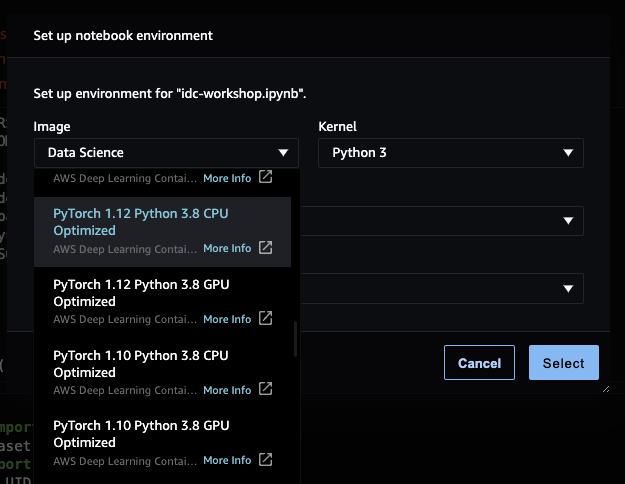 Set up notebook environment
Set up environment for "idc-workshop.ipynb".
Image
Kernel
Data Science
Python 3
AWS Deep Learning Contai... More Info
PyTorch 1.12 Python 3.8 CPU
Optimized
AWS Deep Learning Contai... More Info
PyTorch 1.12 Python 3.8 GPU
Optimized
AWS Deep Learning Contai... More Info
PyTorch 1.10 Python 3.8 CPU
Optimized
AWS Deep Learning Contai... More Info
PyTorch 1.10 Python 3.8 GPU
Optimized
AWS Deep Learning Contai... More Info
Cancel
Select
mport
aset
port
UID